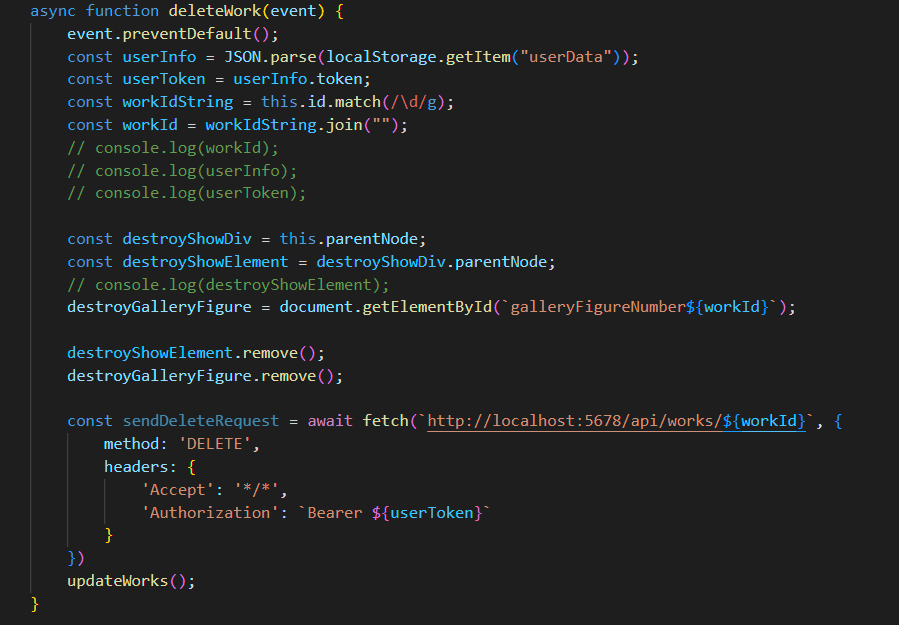 async function deleteWork(event) {
    event.preventDefault();
    const userInfo = JSON.parse(localStorage.getItem("userData"));
    const userToken = userInfo.token;
    const workIdString = this.id.match(/\d/g);
    const workId = workIdString.join("");
    // console.log(workId);
    // console.log(userInfo);
    // console.log(userToken);

    const destroyShowDiv = this.parentNode;
    const destroyShowElement = destroyShowDiv.parentNode;
    // console.log(destroyShowElement);
    destroyGalleryFigure = document.getElementById(`galleryFigureNumber${workId}`);

    destroyShowElement.remove();
    destroyGalleryFigure.remove();

    const sendDeleteRequest = await fetch(`http://localhost:5678/api/works/${workId}`, {
        method: 'DELETE',
        headers: {
            'Accept': '*/*',
            'Authorization': `Bearer ${userToken}`
        }
    })
    updateWorks();
}